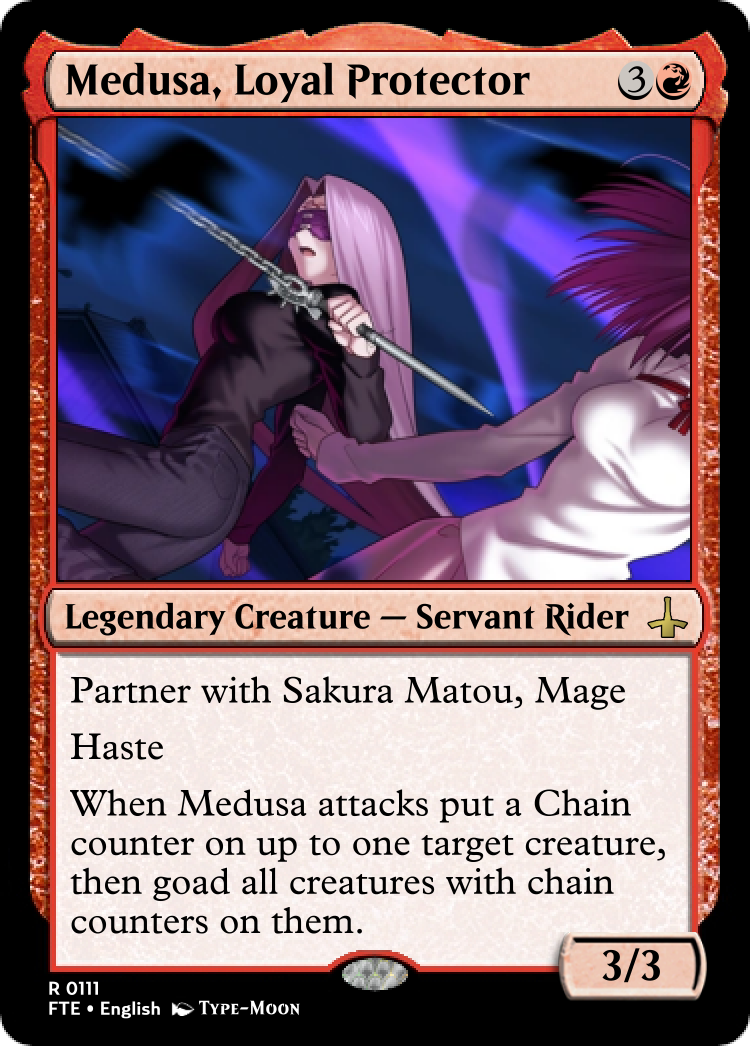 Medusa, Loyal Protector 3
Legendary Creature — Servant Rider
Partner with Sakura Matou, Mage
Haste
When Medusa attacks put a Chain
counter on up to one target creature,
then goad all creatures with chain
counters on them.
3/3
R 0111
FTE • English Type-Moon